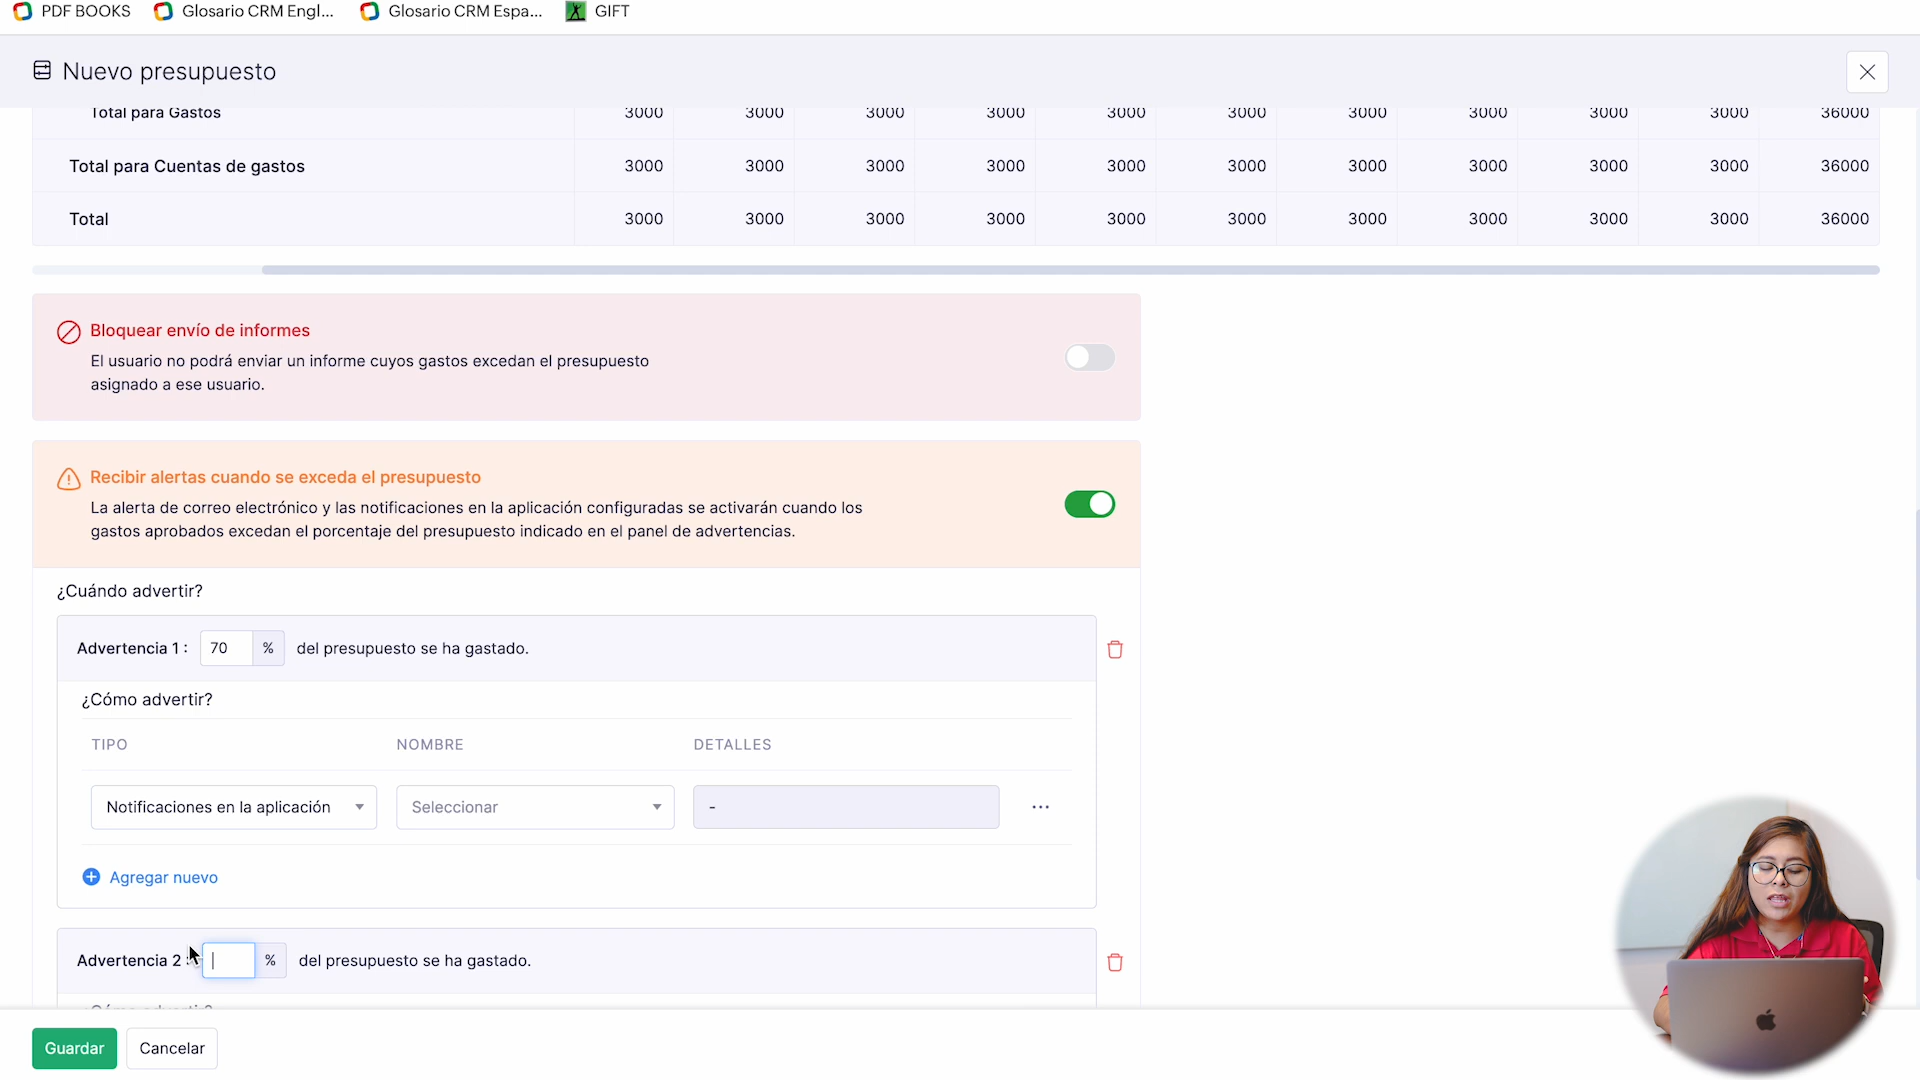 PDF BOOKS Glosario CRM Engl... Glosario CRM Espa... GIFT
Nuevo presupuesto
Total para Gastos 3000 3000 3000 3000 3000 3000 3000 3000 3000 3000 36000
Total para Cuentas de gastos 3000 3000 3000 3000 3000 3000 3000 3000 3000 3000 36000
Total 3000 3000 3000 3000 3000 3000 3000 3000 3000 3000 36000
Bloquear envío de informes
El usuario no podrá enviar un informe cuyos gastos excedan el presupuesto
asignado a ese usuario.
Recibir alertas cuando se exceda el presupuesto
La alerta de correo electrónico y las notificaciones en la aplicación configuradas se activarán cuando los
gastos aprobados excedan el porcentaje del presupuesto indicado en el panel de advertencias.
¿Cuándo advertir?
Advertencia 1 : 70 % del presupuesto se ha gastado.
¿Cómo advertir?
TIPO NOMBRE DETALLES
Notificaciones en la aplicación Seleccionar -
Agregar nuevo
Advertencia 2 : % del presupuesto se ha gastado.
Guardar Cancelar